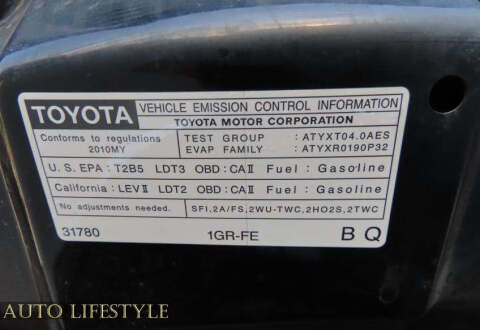 TOYOTA VEHICLE EMISSION CONTROL INFORMATION
TOYOTA MOTOR CORPORATION
Conforms to regulations
2010MY
TEST GROUP : ATYXT04.0AES
EVAP FAMILY : ATYXR0190P32
U.S. EPA : T2B5 LDT3 OBD : CAII Fuel : Gasoline
California : LEVII LDT2 OBD : CAII Fuel : Gasoline
No adjustments needed. SFI,2A/FS,2WU-TWC,2HO2S,2TWC
31780 1GR-FE B Q
AUTO LIFESTYLE